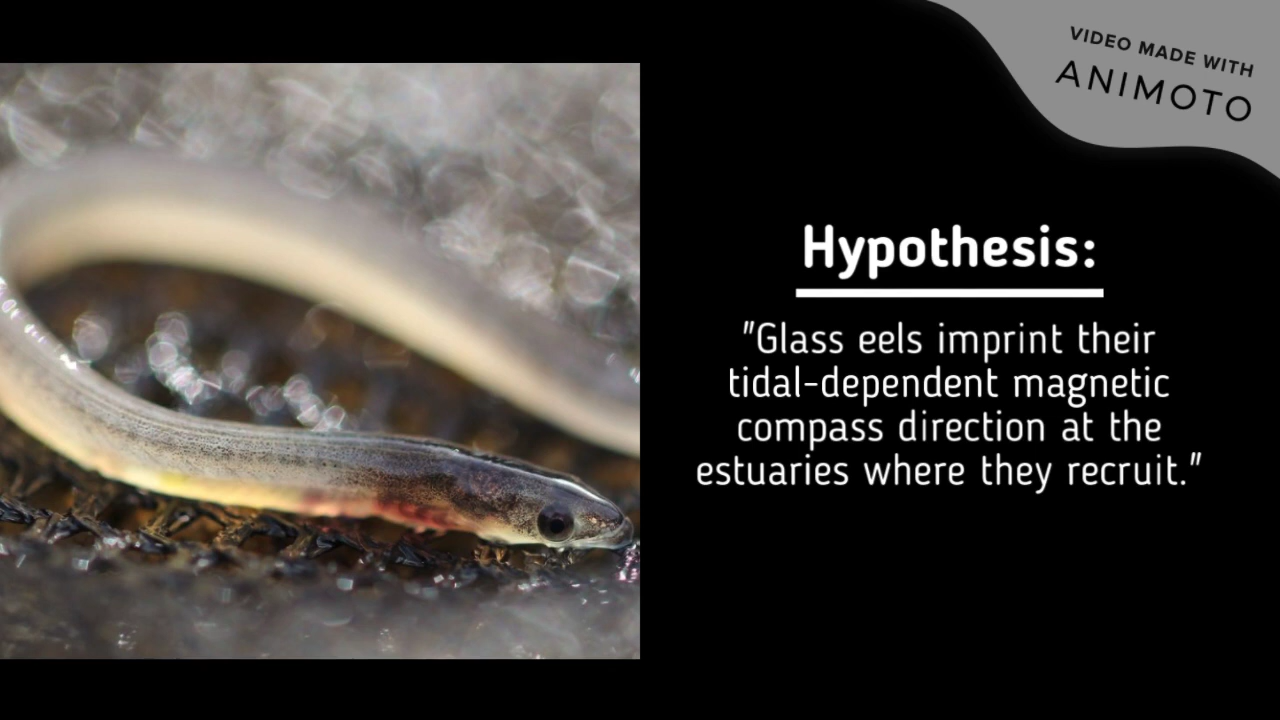 VIDEO MADE WITH
ANIMOTO
Hypothesis:
"Glass eels imprint their
tidal-dependent magnetic
compass direction at the
estuaries where they recruit."